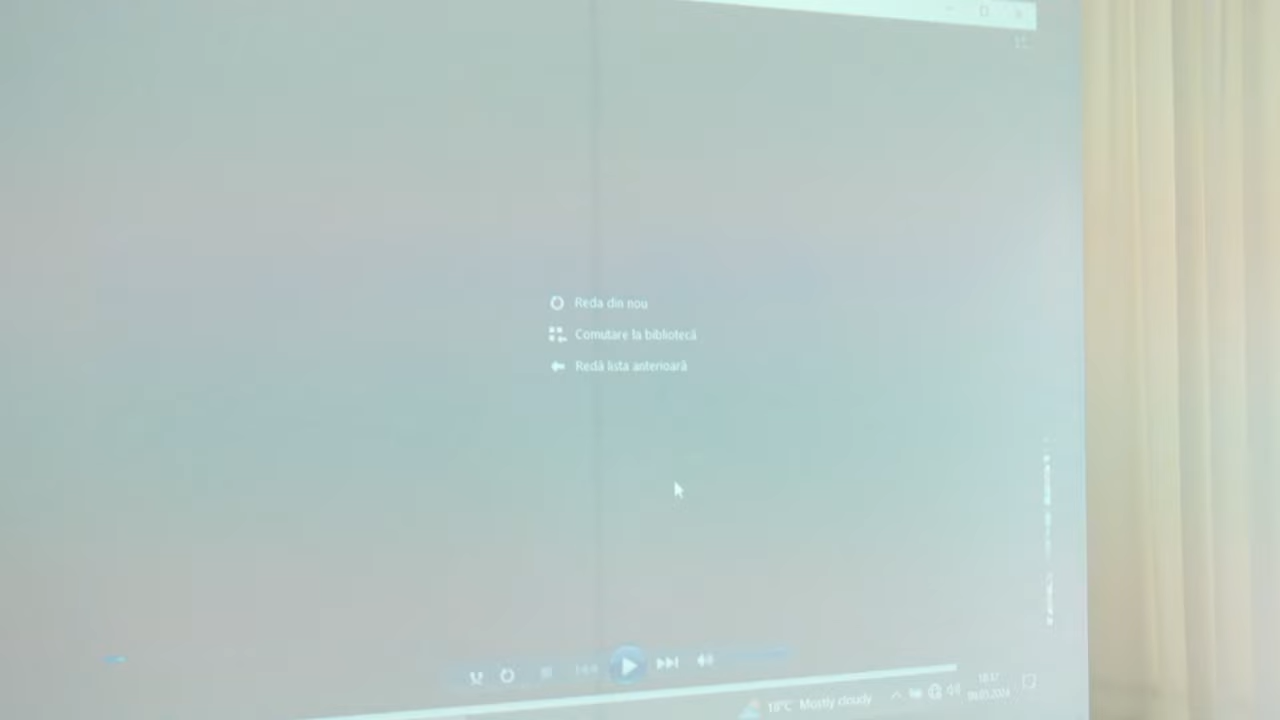 Reda din nou
Comutare la bibliotecă
Redă lista anterioară
18°C Mostly cloudy